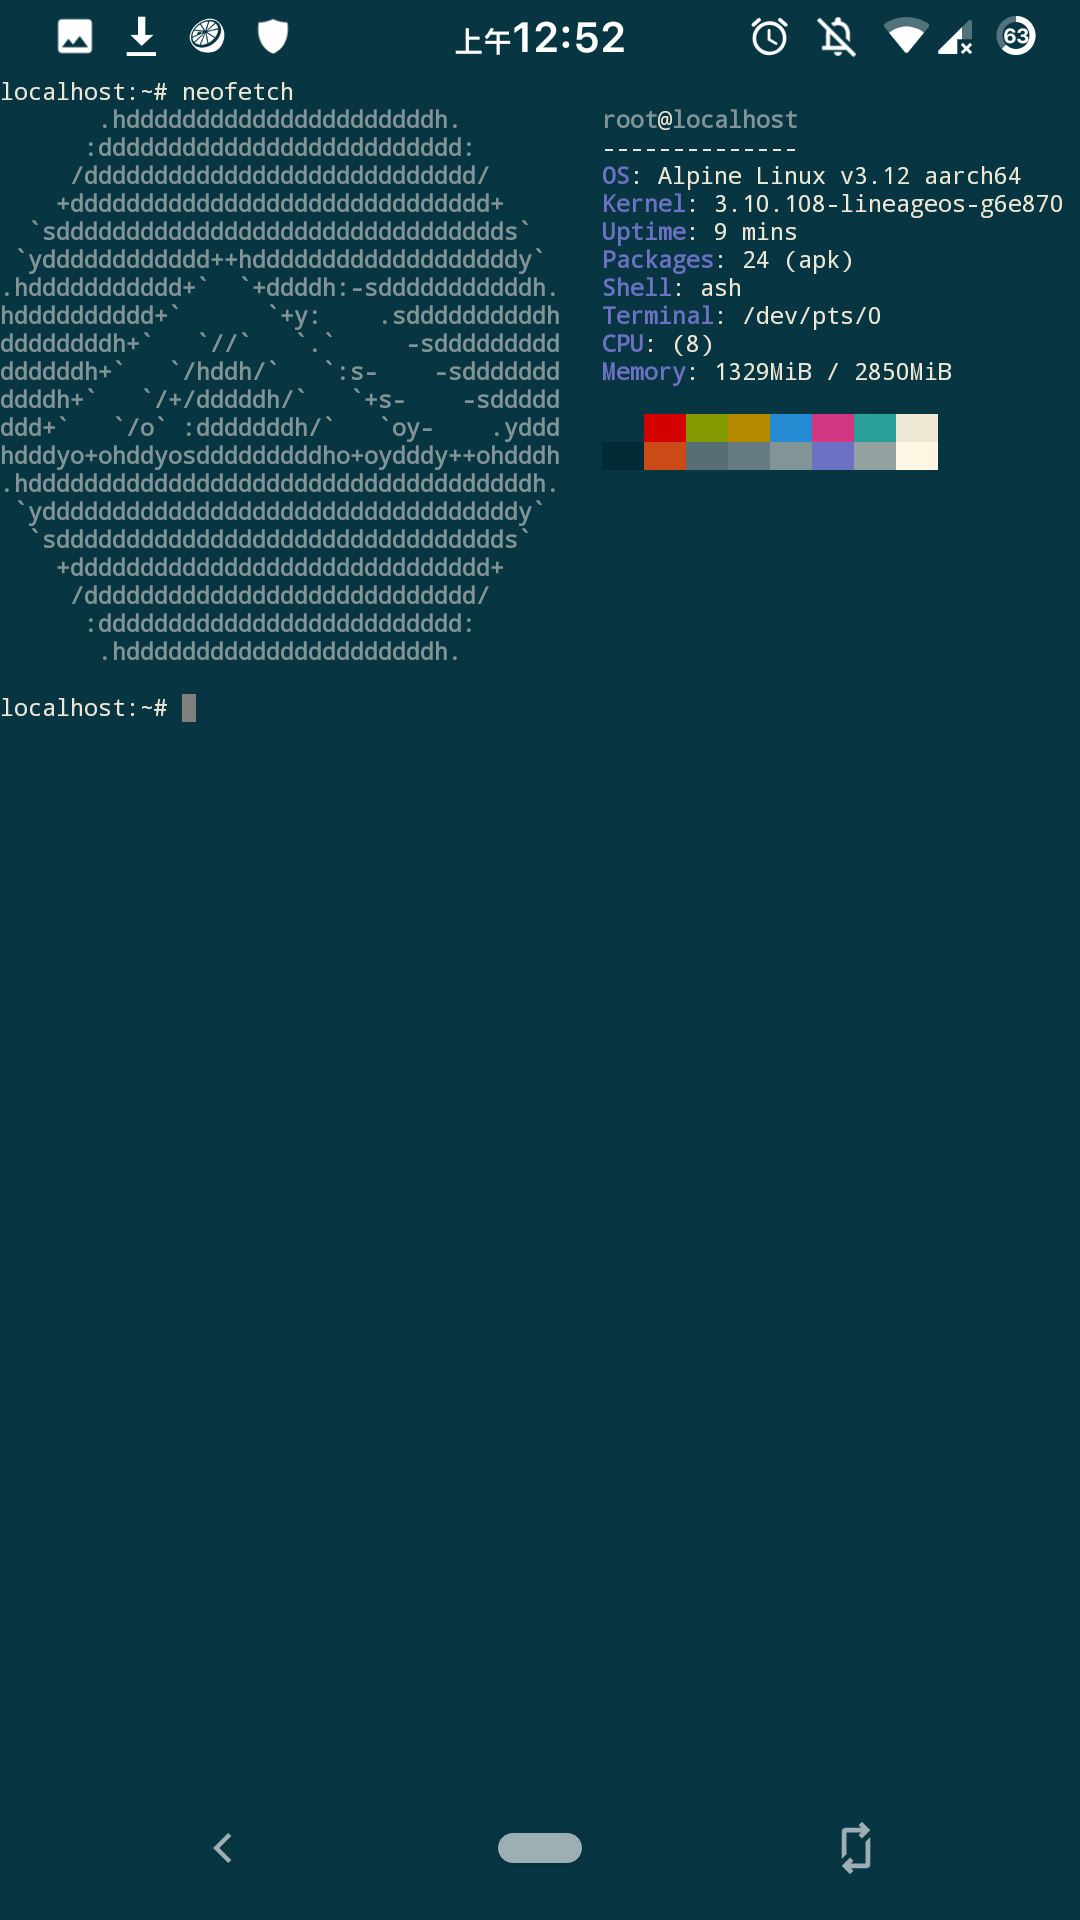 上午12:52
63
localhost:~# neofetch
.hddddddddddddddddddddddh.
:dddddddddddddddddddddddddd:
/dddddddddddddddddddddddddddd/
+dddddddddddddddddddddddddddddd+
`sdddddddddddddddddddddddddddddddds`
`ydddddddddddd++hdddddddddddddddddddy`
.hddddddddddd+`  `+ddddh:-sdddddddddddh.
hdddddddddd+`      `+y:    .sddddddddddh
ddddddddh+`   `//`   `.`     -sddddddddd
ddddddh+`   `/hddh/`   `:s-    -sddddddd
ddddh+`   `/+/dddddh/`   `+s-    -sddddd
ddd+`   `/o` :dddddddh/`   `oy-    .yddd
hdddyo+ohddyosdddddddddho+oydddy++ohdddh
.hddddddddddddddddddddddddddddddddddddh.
`yddddddddddddddddddddddddddddddddddy`
`sdddddddddddddddddddddddddddddddds`
+dddddddddddddddddddddddddddddd+
/dddddddddddddddddddddddddddd/
:dddddddddddddddddddddddddd:
.hddddddddddddddddddddddh.
root@localhost
--------------
OS: Alpine Linux v3.12 aarch64
Kernel: 3.10.108-lineageos-g6e870
Uptime: 9 mins
Packages: 24 (apk)
Shell: ash
Terminal: /dev/pts/0
CPU: (8)
Memory: 1329MiB / 2850MiB
localhost:~#